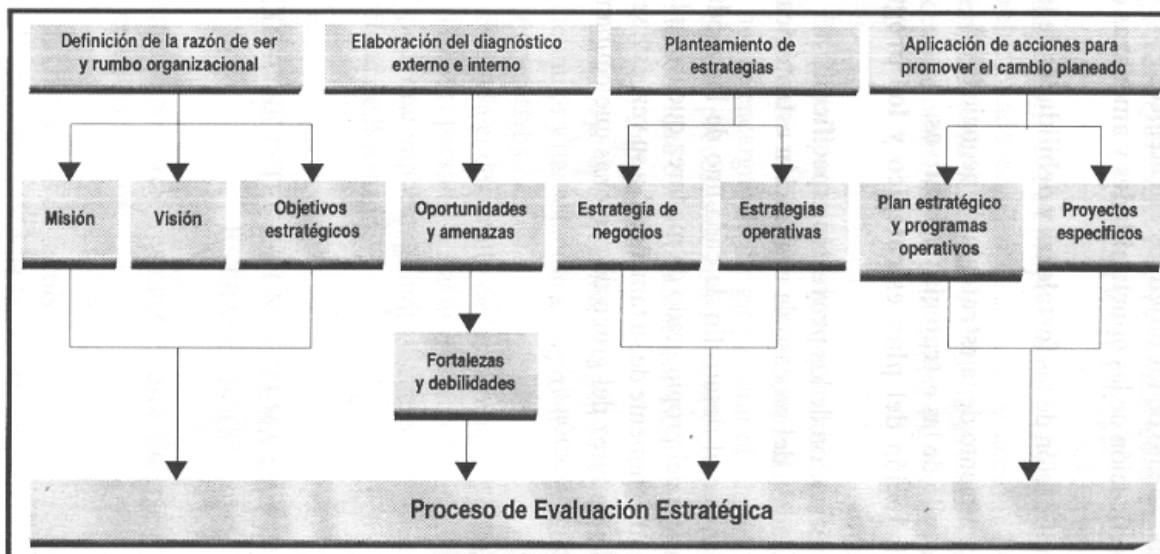 Definición de la razón de ser
y rumbo organizacional
Elaboración del diagnóstico
externo e interno
Planteamiento de
estrategias
Aplicación de acciones para
promover el cambio planeado
Misión
Visión
Objetivos
estratégicos
Oportunidades
y amenazas
Estrategia de
negocios
Estrategias
operativas
Plan estratégico
y programas
operativos
Proyectos
específicos
Fortalezas
y debilidades
Proceso de Evaluación Estratégica